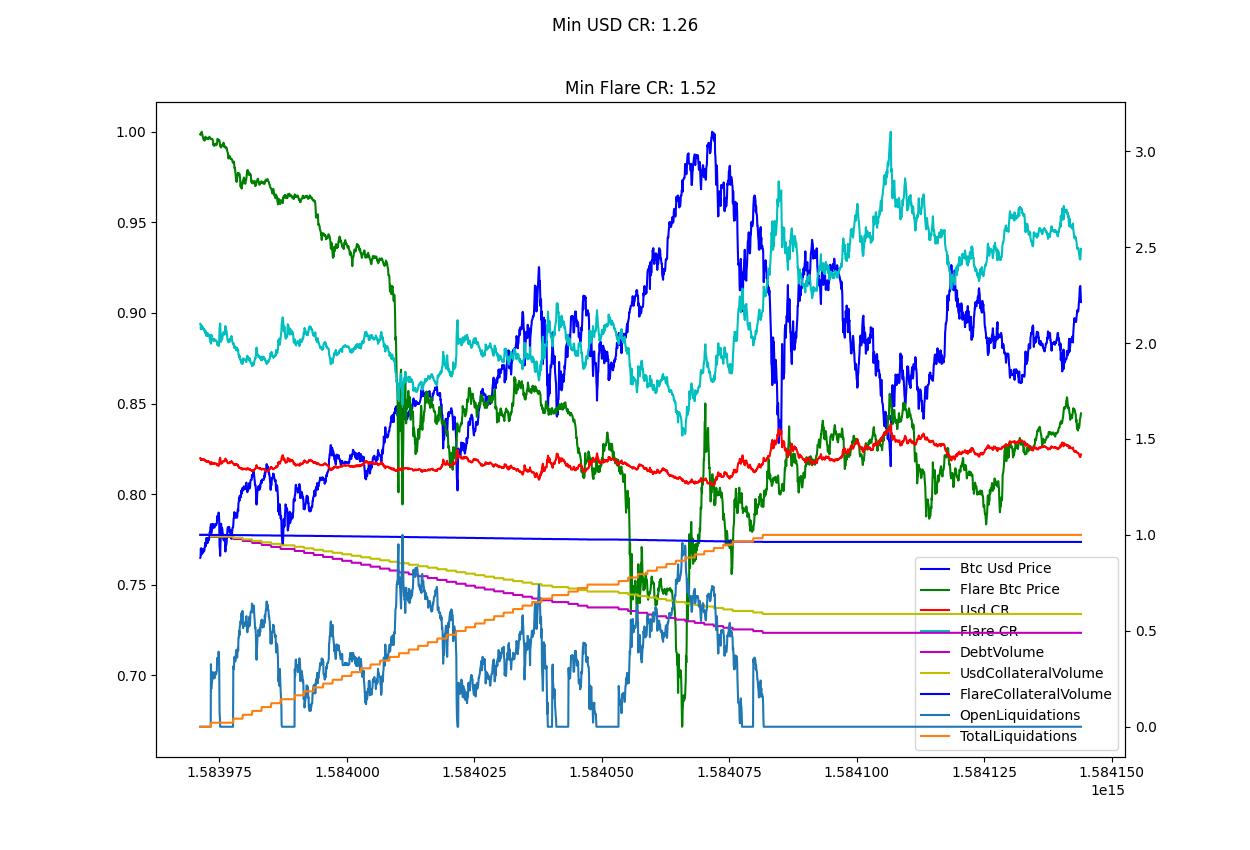 Min USD CR: 1.26
Min Flare CR: 1.52
1.00
0.95
0.90
0.85
0.80
0.75
0.70
3.0
2.5
2.0
1.5
1.0
0.5
0.0
Btc Usd Price
Flare Btc Price
Usd CR
Flare CR
DebtVolume
UsdCollateralVolume
FlareCollateralVolume
OpenLiquidations
TotalLiquidations
1.583975 1.584000 1.584025 1.584050 1.584075 1.584100 1.584125 1.584150
1e15